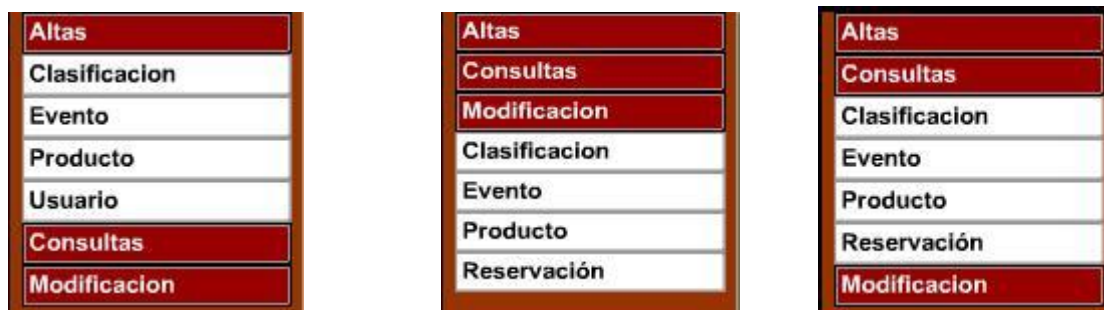 Altas
Clasificacion
Evento
Producto
Usuario
Consultas
Modificacion
Altas
Consultas
Modificacion
Clasificacion
Evento
Producto
Reservación
Altas
Consultas
Clasificacion
Evento
Producto
Reservación
Modificacion